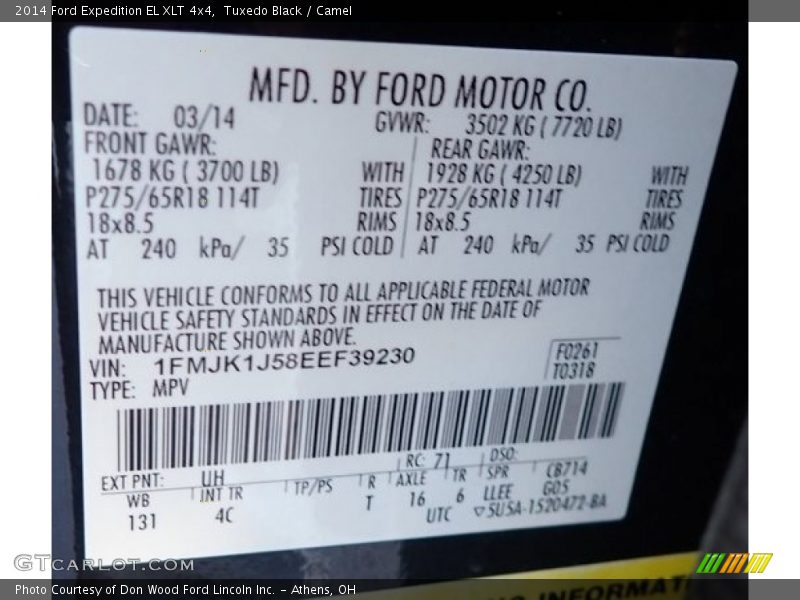 2014 Ford Expedition EL XLT 4x4, Tuxedo Black / Camel
MFD. BY FORD MOTOR CO.
DATE: 03/14 GVWR: 3502 KG ( 7720 LB)
FRONT GAWR: REAR GAWR:
1678 KG ( 3700 LB) WITH 1928 KG ( 4250 LB) WITH
P275/65R18 114T TIRES P275/65R18 114T TIRES
18x8.5 RIMS 18x8.5 RIMS
AT 240 kPa/ 35 PSI COLD AT 240 kPa/ 35 PSI COLD
THIS VEHICLE CONFORMS TO ALL APPLICABLE FEDERAL MOTOR
VEHICLE SAFETY STANDARDS IN EFFECT ON THE DATE OF
MANUFACTURE SHOWN ABOVE.
VIN: 1FMJK1J58EEF39230 F0261
TYPE: MPV T0318
EXT PNT: UH RC: 71 DSO:
WB INT TR TP/PS R AXLE TR SPR CB714
131 4C T 16 6 LLEE G05
UTC ▽5U5A-1520472-BA
GTCARLOT.COM
Photo Courtesy of Don Wood Ford Lincoln Inc. – Athens, OH